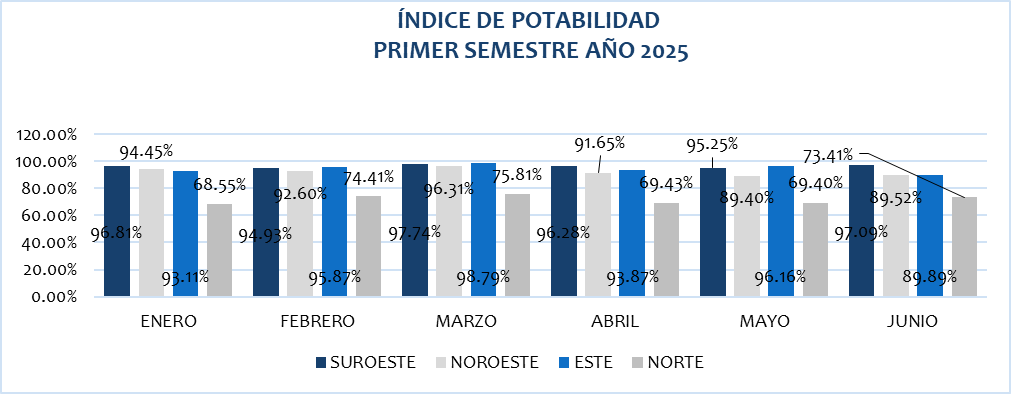 ÍNDICE DE POTABILIDAD
PRIMER SEMESTRE AÑO 2025
120.00%
100.00%
80.00%
60.00%
40.00%
20.00%
0.00%
96.81%
94.45%
93.11%
68.55%
94.93%
92.60%
95.87%
74.41%
97.74%
96.31%
98.79%
75.81%
96.28%
91.65%
93.87%
69.43%
95.25%
89.40%
96.16%
69.40%
97.09%
89.52%
89.89%
73.41%
ENERO
FEBRERO
MARZO
ABRIL
MAYO
JUNIO
SUROESTE
NOROESTE
ESTE
NORTE